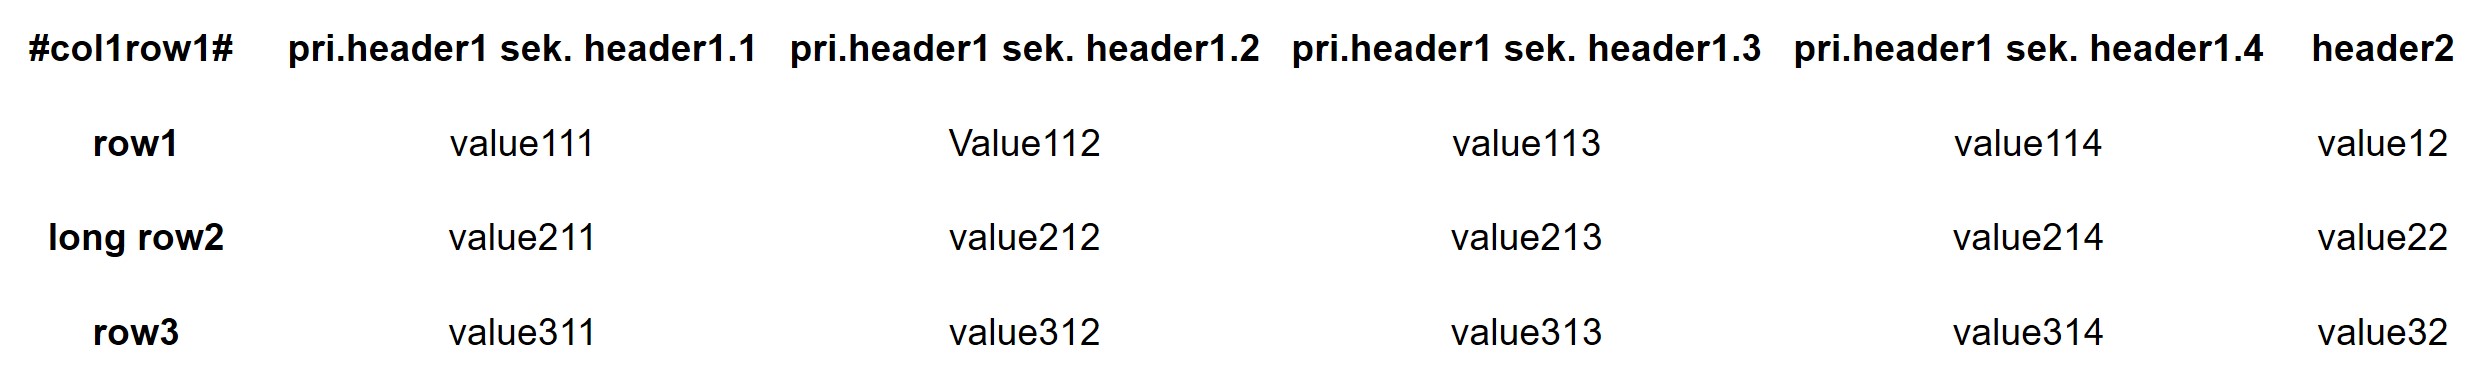 #col1row1# pri.header1 sek. header1.1 pri.header1 sek. header1.2 pri.header1 sek. header1.3 pri.header1 sek. header1.4 header2
row1 value111 Value112 value113 value114 value12
long row2 value211 value212 value213 value214 value22
row3 value311 value312 value313 value314 value32